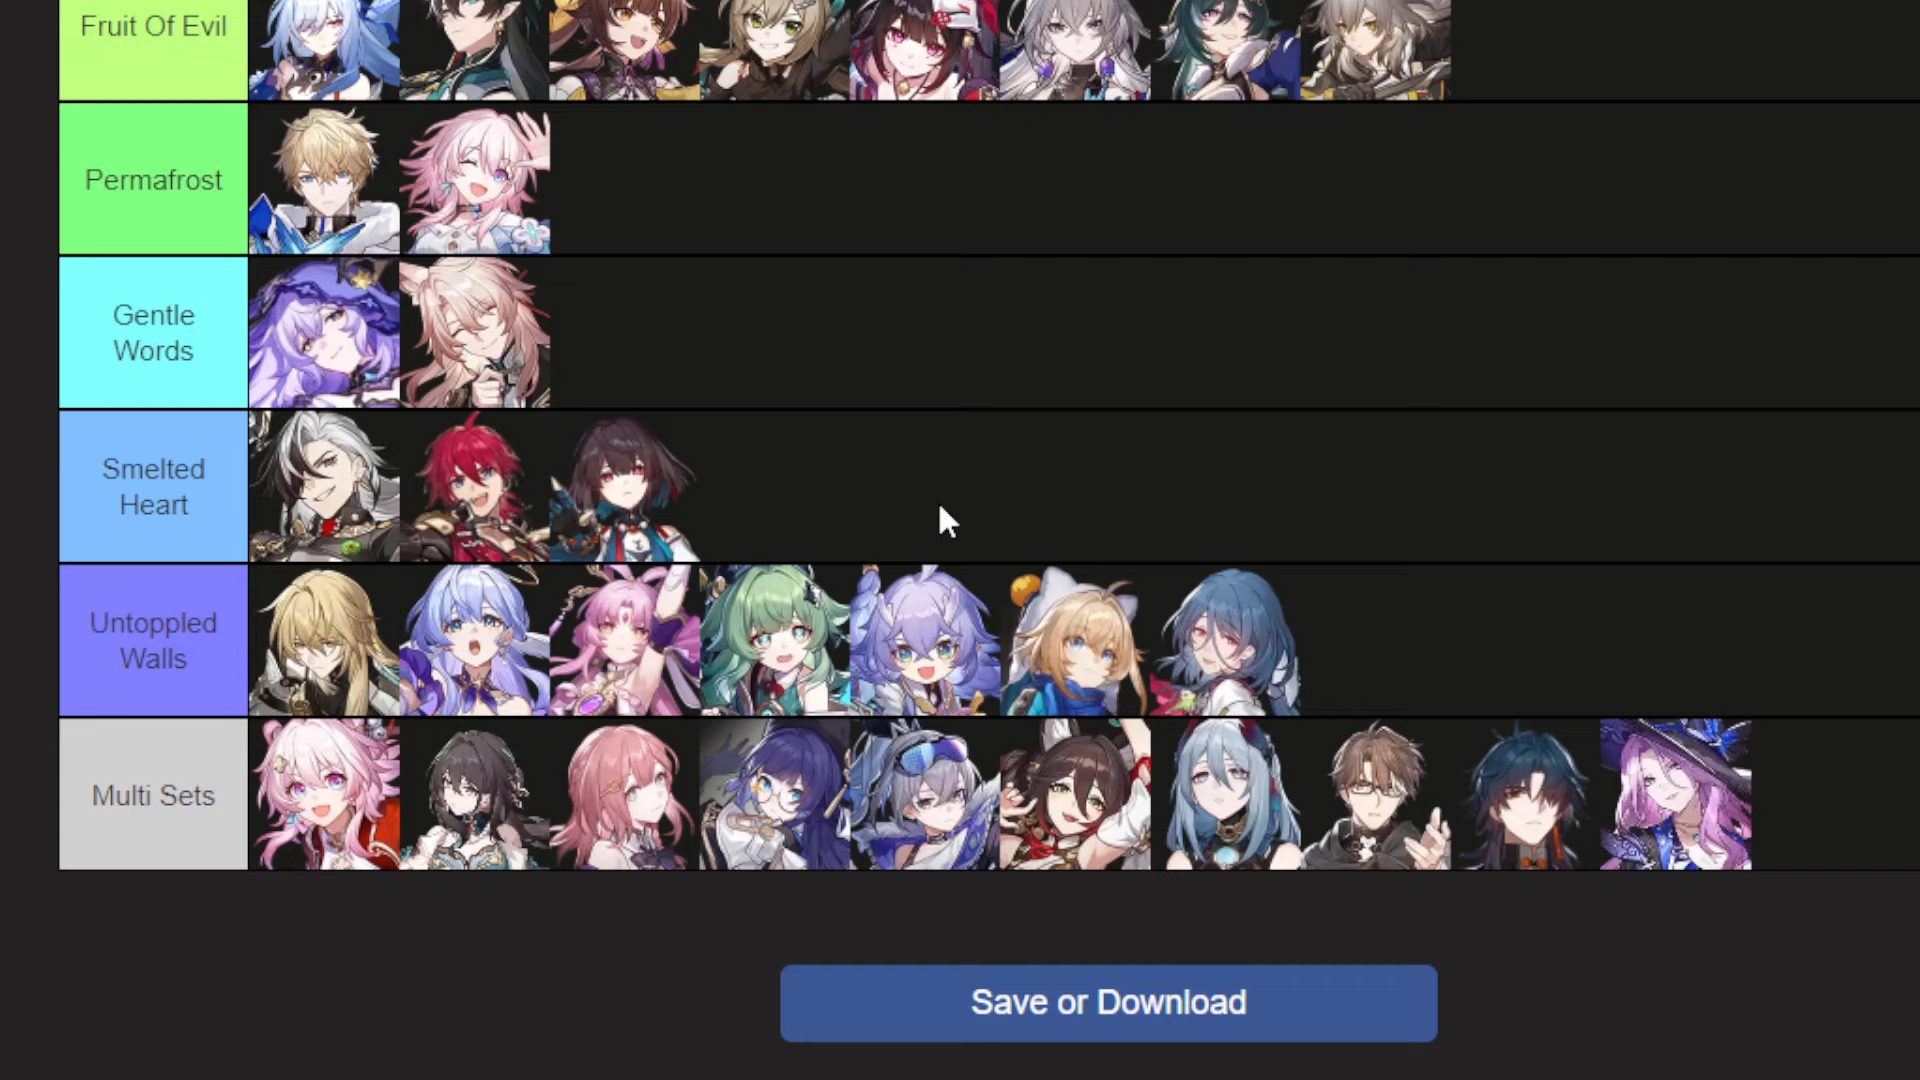 Fruit Of Evil
Permafrost
Gentle
Words
Smelted
Heart
Untoppled
Walls
Multi Sets
Save or Download